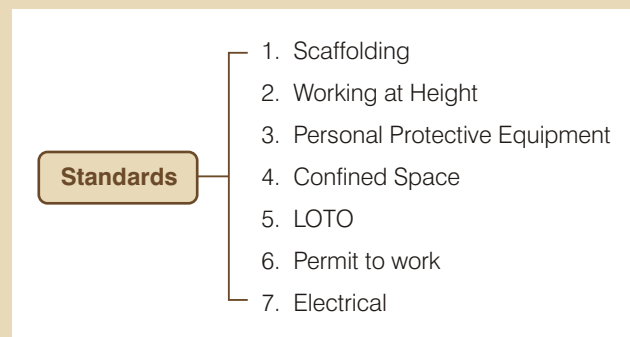 Standards
1. Scaffolding
2. Working at Height
3. Personal Protective Equipment
4. Confined Space
5. LOTO
6. Permit to work
7. Electrical